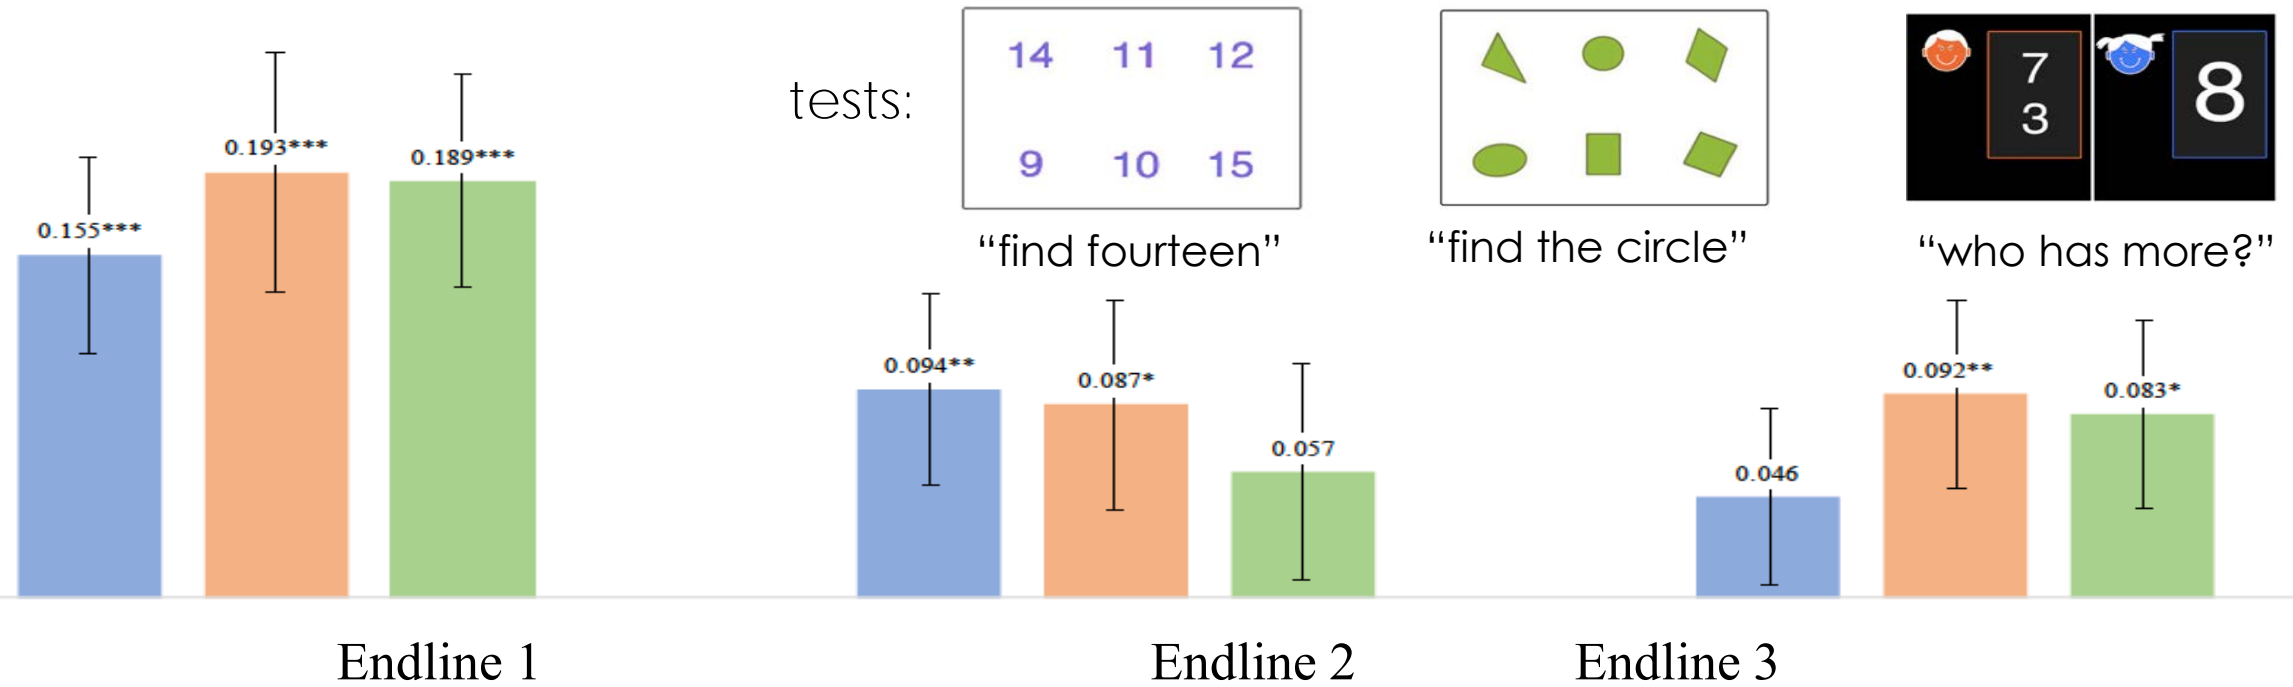 tests:
14 11 12
9 10 15
“find fourteen”
“find the circle”
7
3
8
“who has more?”
0.155***
0.193***
0.189***
0.094**
0.087*
0.057
0.046
0.092**
0.083*
Endline 1
Endline 2
Endline 3